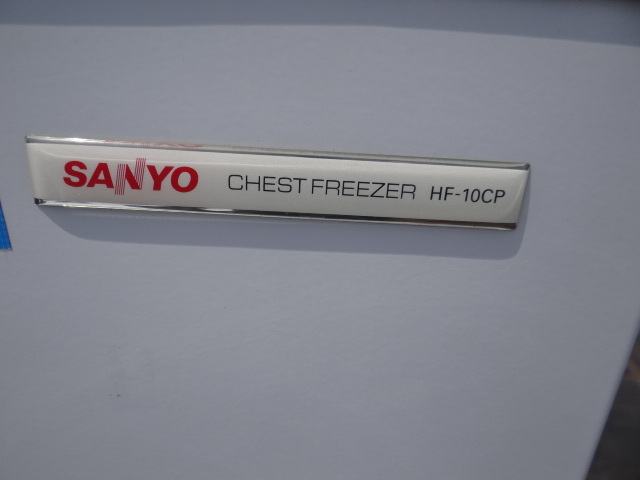 SANYO CHEST FREEZER HF-10CP